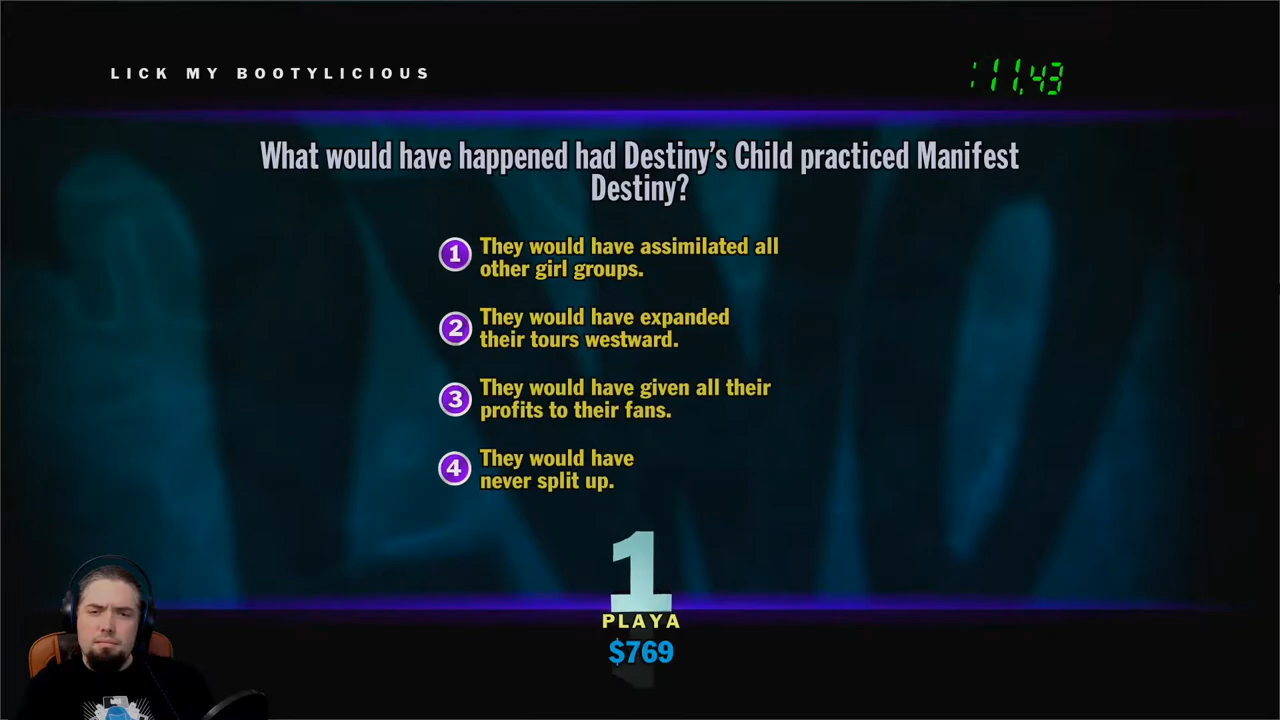 LICK MY BOOTYLICIOUS
:11.43
What would have happened had Destiny's Child practiced Manifest
Destiny?
1 They would have assimilated all
other girl groups.
2 They would have expanded
their tours westward.
3 They would have given all their
profits to their fans.
4 They would have
never split up.
1
PLAYA
$769